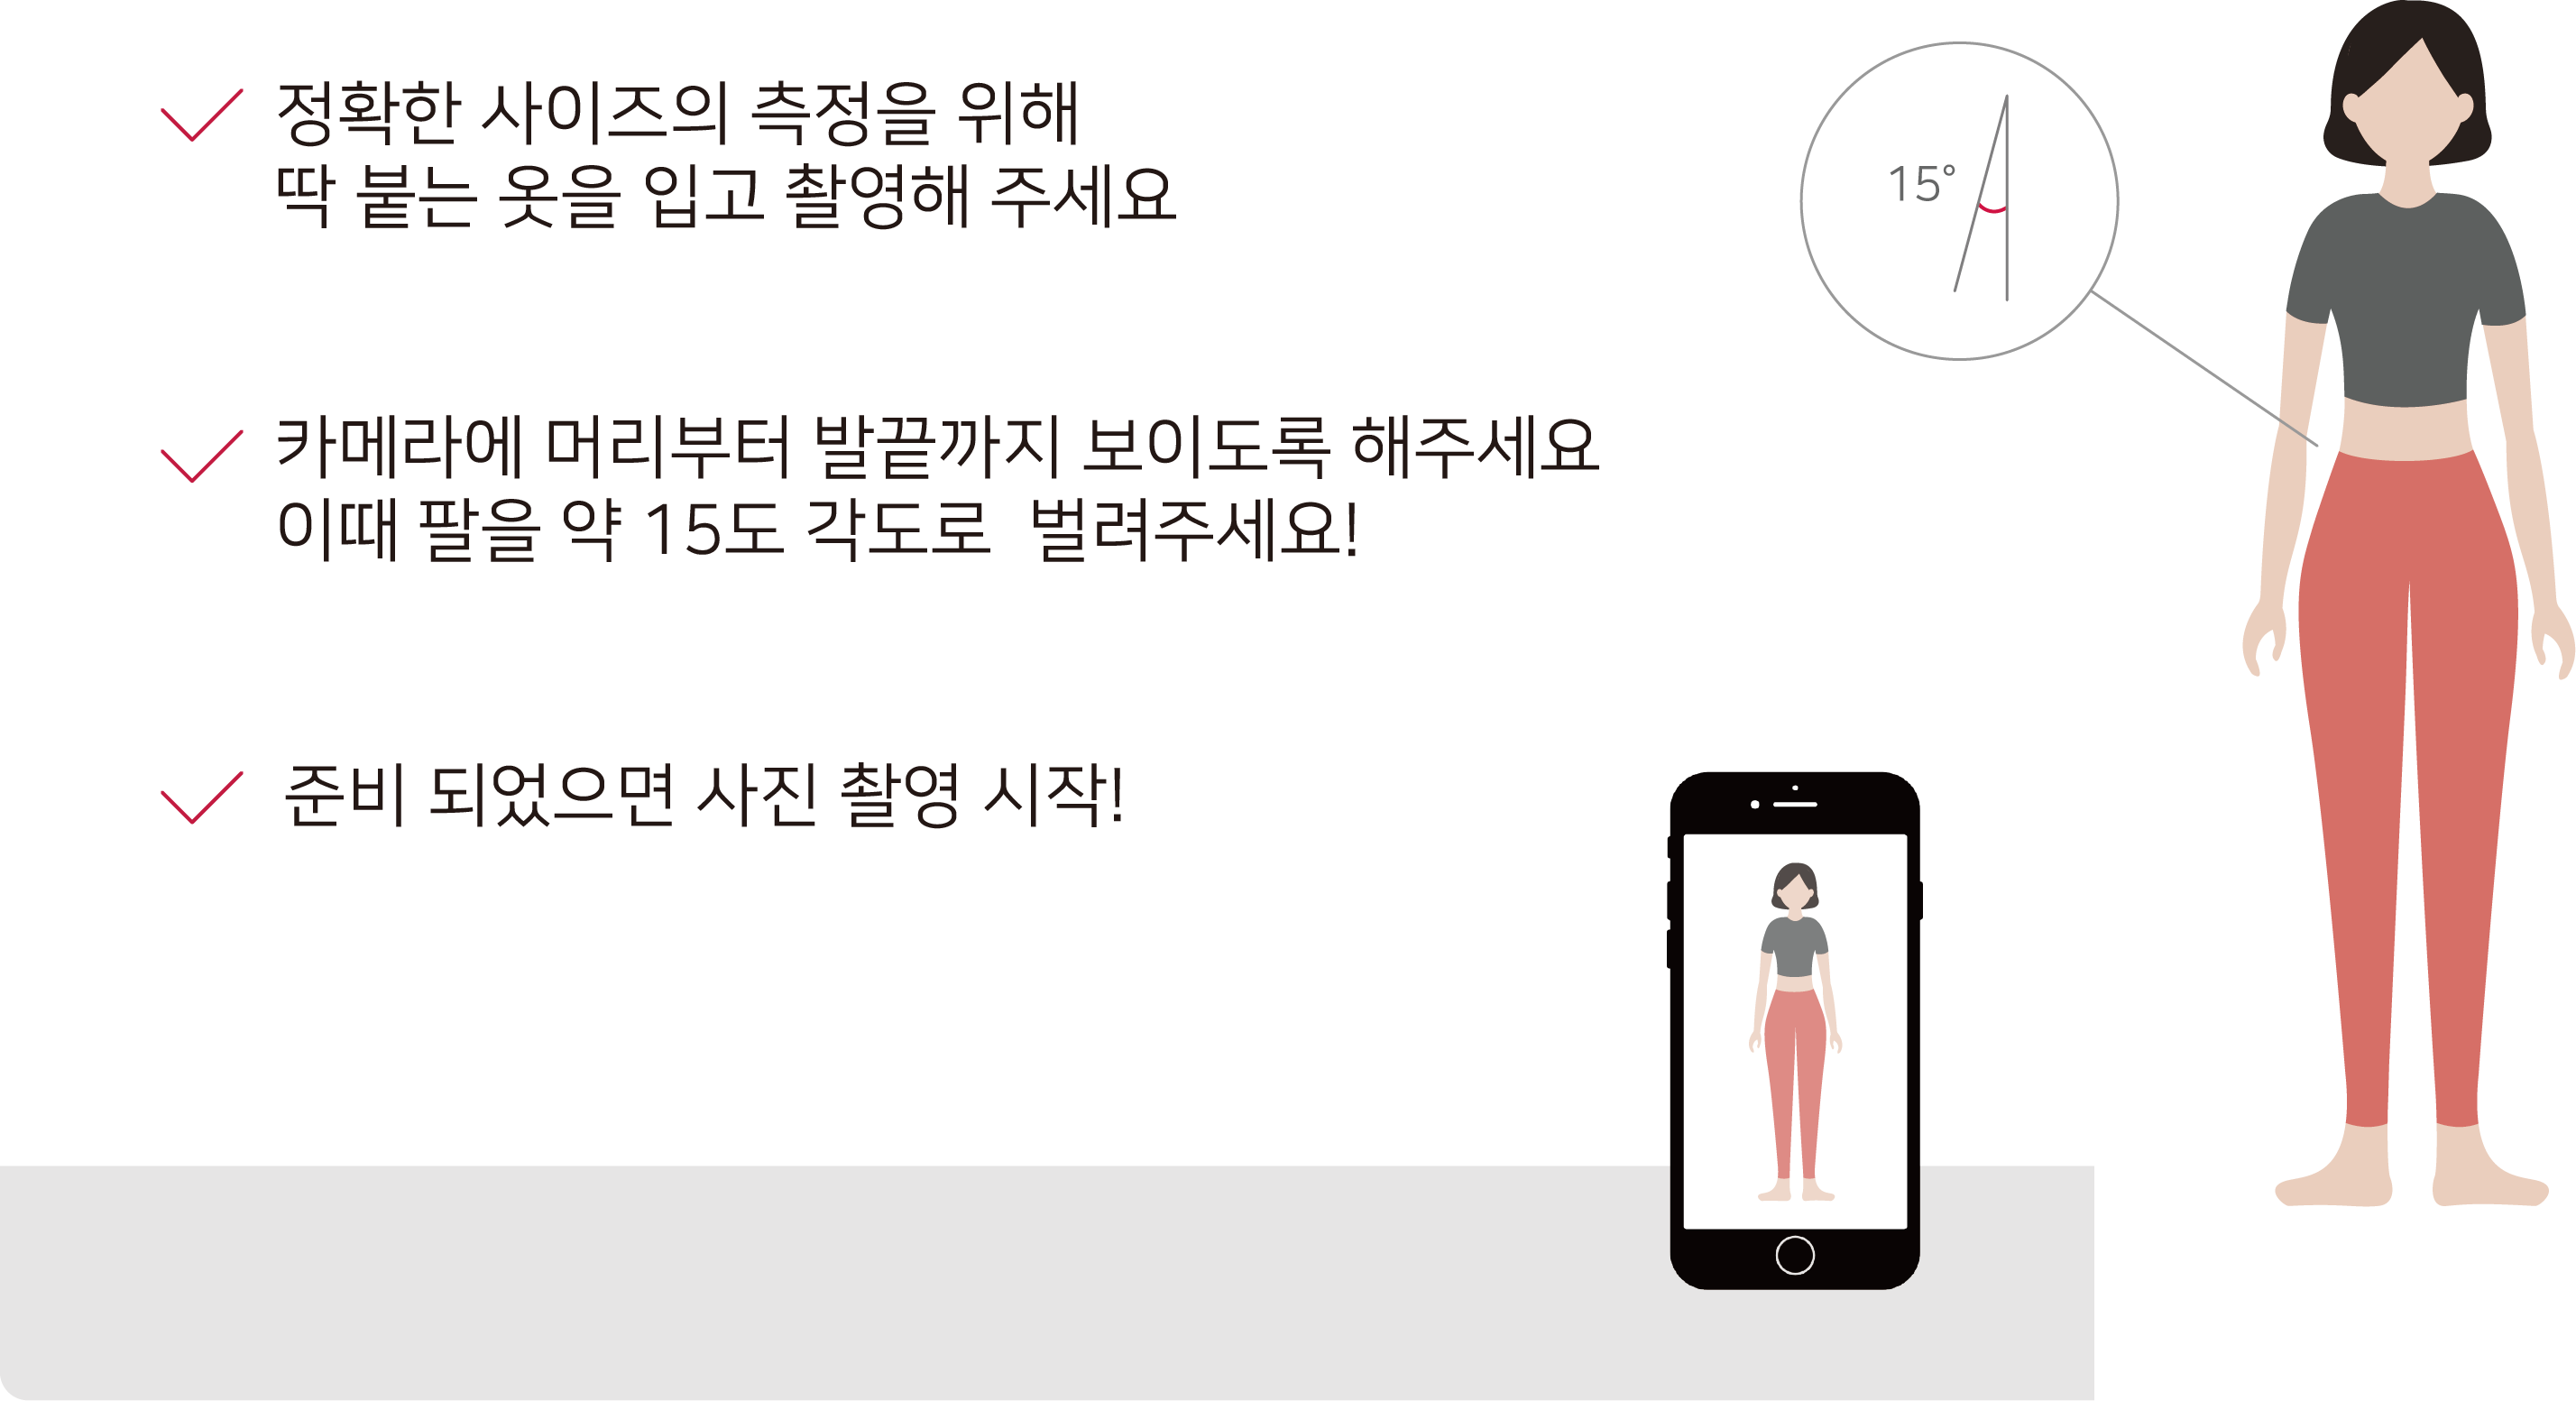 정확한 사이즈의 측정을 위해
딱 붙는 옷을 입고 촬영해 주세요
15°
카메라에 머리부터 발끝까지 보이도록 해주세요
이때 팔을 약 15도 각도로  벌려주세요!
준비 되었으면 사진 촬영 시작!